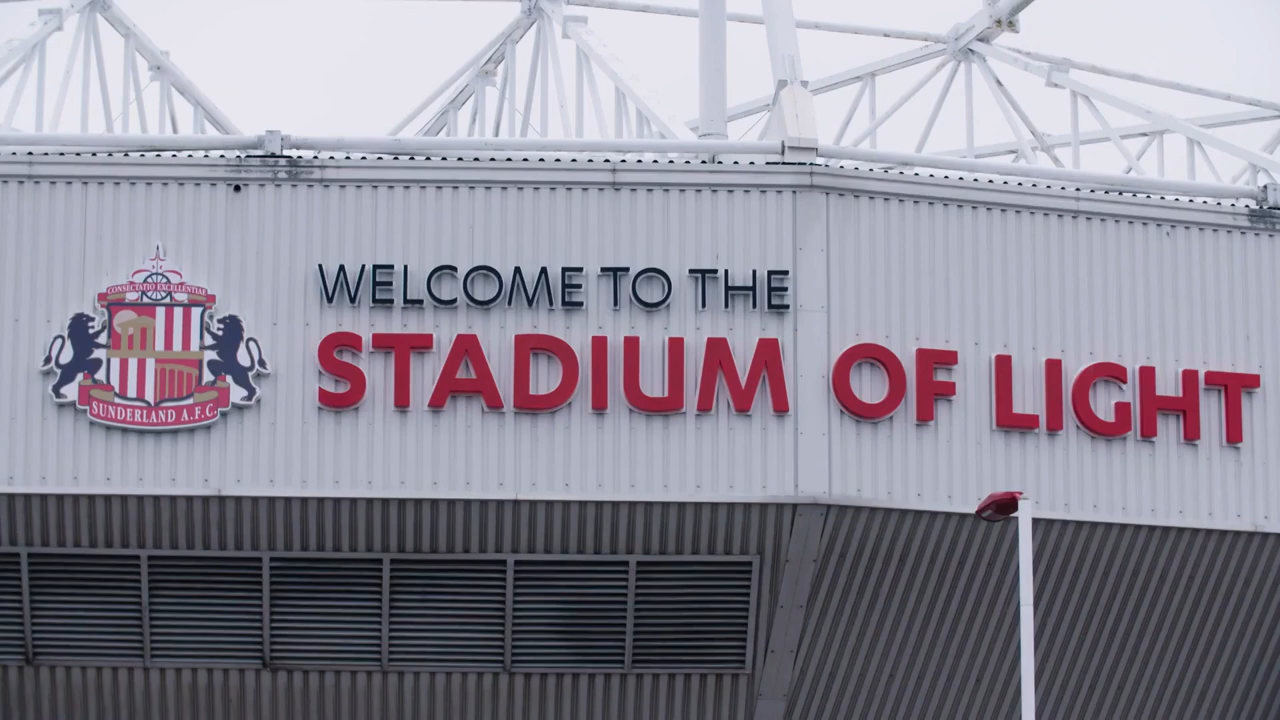 CONSECTATIO EXCELLENTIAE
SUNDERLAND A.F.C.
WELCOME TO THE
STADIUM OF LIGHT